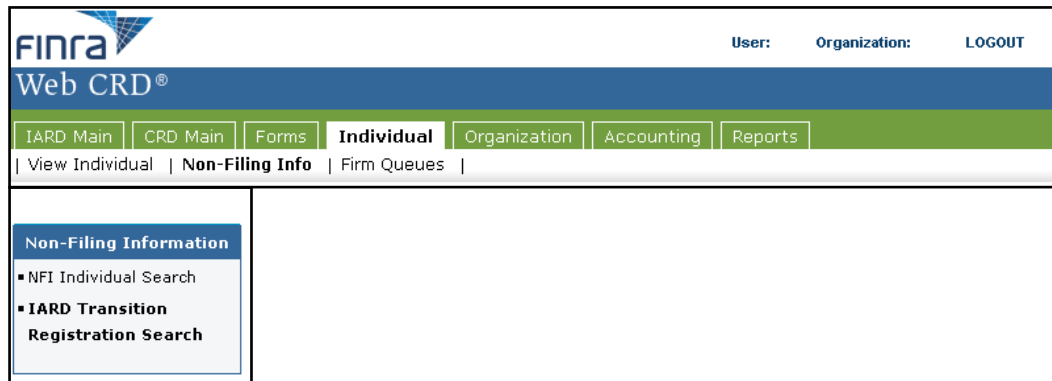 FINra
User: Organization: LOGOUT
Web CRD®
IARD Main CRD Main Forms Individual Organization Accounting Reports
| View Individual | Non-Filing Info | Firm Queues |
Non-Filing Information
▪ NFI Individual Search
▪ IARD Transition
Registration Search